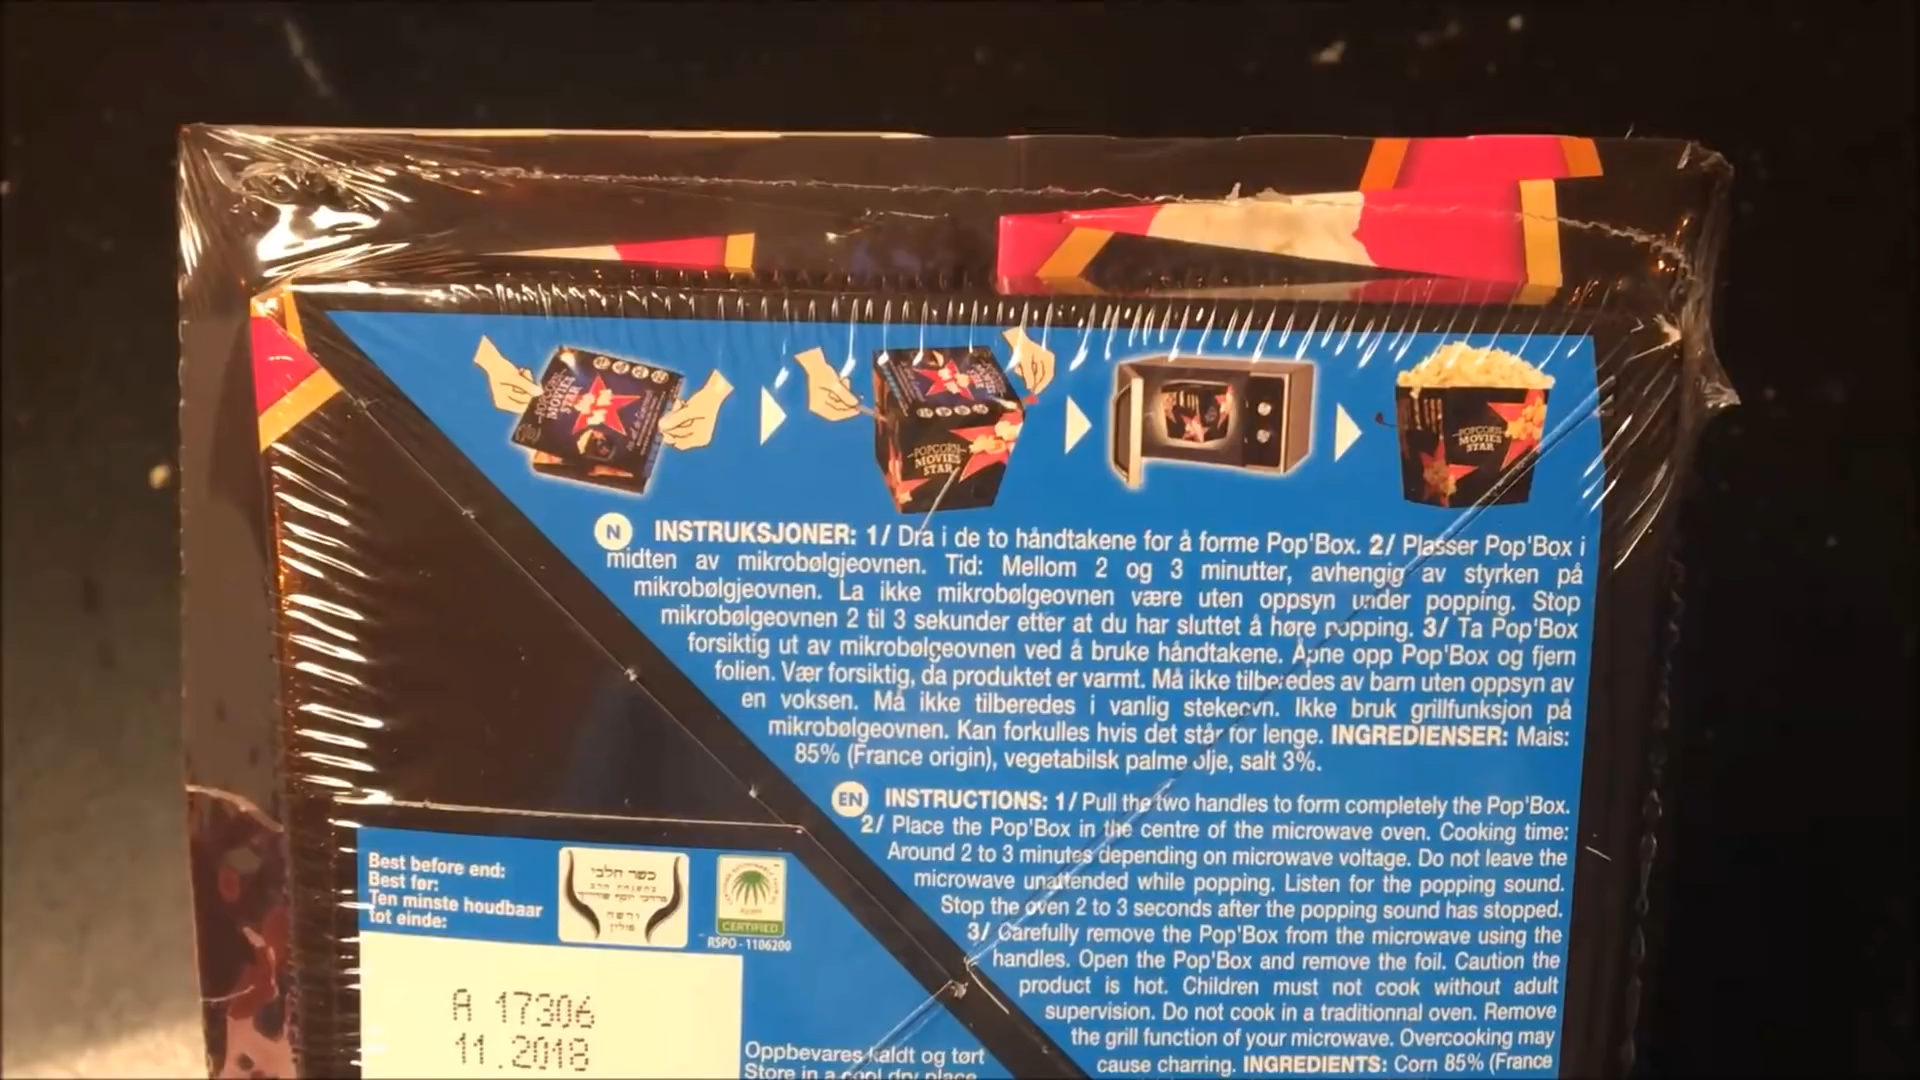 POPCORN
MOVIES
STAR
POPCORN
MOVIES
STAR
POPCORN
MOVIES
STAR
N INSTRUKSJONER: 1/ Dra i de to håndtakene for å forme Pop'Box. 2/ Plasser Pop'Box i
midten av mikrobølgjeovnen. Tid: Mellom 2 og 3 minutter, avhengig av styrken på
mikrobølgjeovnen. La ikke mikrobølgeovnen være uten oppsyn under popping. Stop
mikrobølgeovnen 2 til 3 sekunder etter at du har sluttet å høre popping. 3/ Ta Pop'Box
forsiktig ut av mikrobølgeovnen ved å bruke håndtakene. Åpne opp Pop'Box og fjern
folien. Vær forsiktig, da produktet er varmt. Må ikke tilberedes av barn uten oppsyn av
en voksen. Må ikke tilberedes i vanlig stekeovn. Ikke bruk grillfunksjon på
mikrobølgeovnen. Kan forkulles hvis det står for lenge. INGREDIENSER: Mais:
85% (France origin), vegetabilsk palme olje, salt 3%.
EN INSTRUCTIONS: 1/ Pull the two handles to form completely the Pop'Box.
2/ Place the Pop'Box in the centre of the microwave oven. Cooking time:
Around 2 to 3 minutes depending on microwave voltage. Do not leave the
microwave unattended while popping. Listen for the popping sound.
Stop the oven 2 to 3 seconds after the popping sound has stopped.
3/ Carefully remove the Pop'Box from the microwave using the
handles. Open the Pop'Box and remove the foil. Caution the
product is hot. Children must not cook without adult
supervision. Do not cook in a traditionnal oven. Remove
the grill function of your microwave. Overcooking may
cause charring. INGREDIENTS: Corn 85% (France
Best before end:
Best før:
Ten minste houdbaar
tot einde:
כשר חלבי
בהשגחת הרב
ורשה
פולין
CERTIFIED
RSPO - 1106200
A 17306
11.2018
Oppbevares kaldt og tørt
Store in a cool dry place